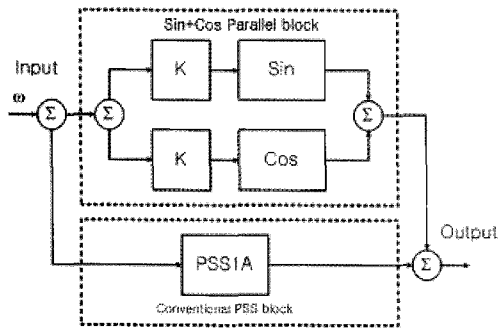 Sin+Cos Parallel block
Input
K
Sin
ω
Σ
Σ
Σ
K
Cos
Output
PSS1A
Σ
Conventional PSS block